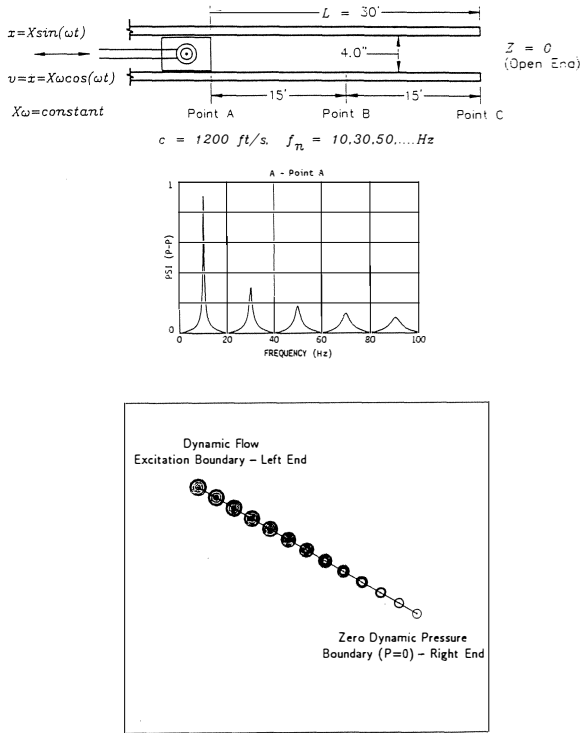 L = 30'
x=Xsin(ωt)
4.0"
Z = 0
(Open End)
v=ẋ=Xωcos(ωt)
15'
15'
Xω=constant
Point A
Point B
Point C
c = 1200 ft/s, fn = 10,30,50,....Hz
A - Point A
1
PSI (P-P)
0
0 20 40 60 80 100
FREQUENCY (Hz)
Dynamic Flow
Excitation Boundary – Left End
Zero Dynamic Pressure
Boundary (P=0) – Right End